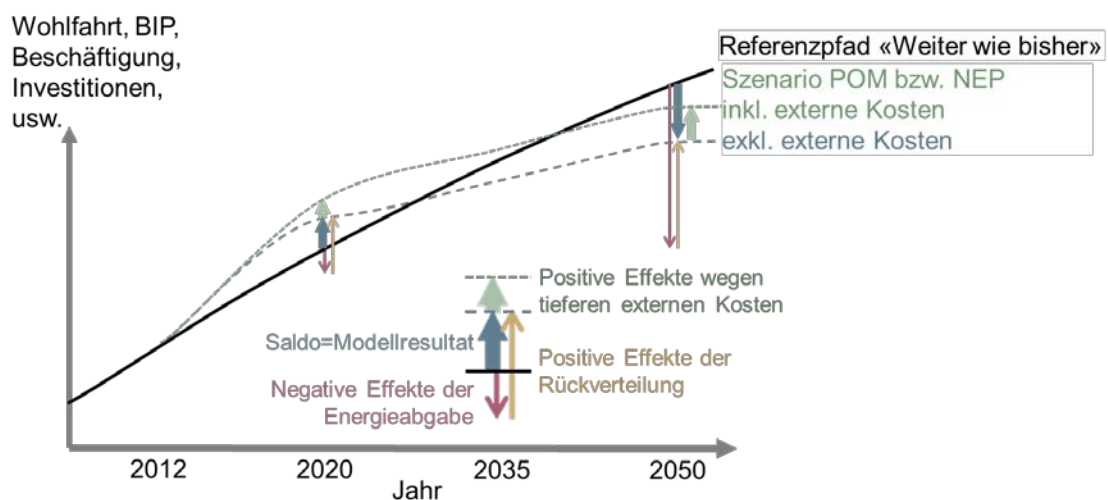 Wohlfahrt, BIP,
Beschäftigung,
Investitionen,
usw.
Referenzpfad «Weiter wie bisher»
Szenario POM bzw. NEP
inkl. externe Kosten
exkl. externe Kosten
Positive Effekte wegen
tieferen externen Kosten
Saldo=Modellresultat
Positive Effekte der
Rückverteilung
Negative Effekte der
Energieabgabe
2012
2020
2035
2050
Jahr